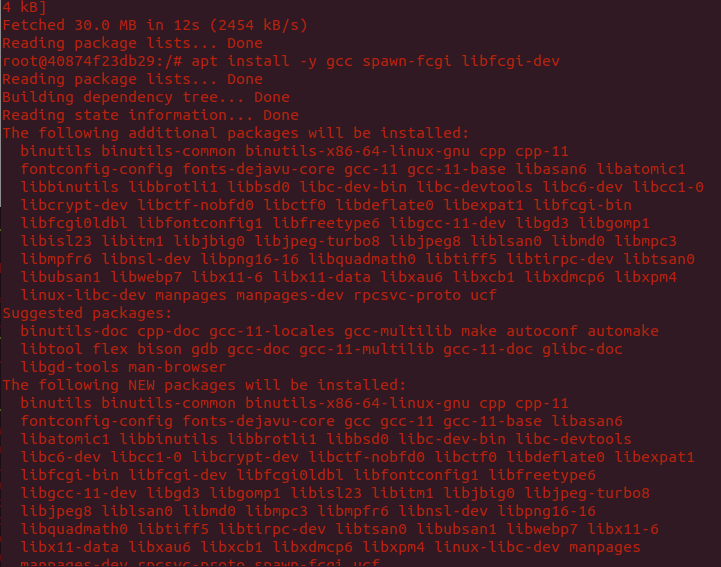 4 kB]
Fetched 30.0 MB in 12s (2454 kB/s)
Reading package lists... Done
root@40874f23db29:/# apt install -y gcc spawn-fcgi libfcgi-dev
Reading package lists... Done
Building dependency tree... Done
Reading state information... Done
The following additional packages will be installed:
  binutils binutils-common binutils-x86-64-linux-gnu cpp cpp-11
  fontconfig-config fonts-dejavu-core gcc-11 gcc-11-base libasan6 libatomic1
  libbinutils libbrotli1 libbsd0 libc-dev-bin libc-devtools libc6-dev libcc1-0
  libcrypt-dev libctf-nobfd0 libctf0 libdeflate0 libexpat1 libfcgi-bin
  libfcgi0ldbl libfontconfig1 libfreetype6 libgcc-11-dev libgd3 libgomp1
  libisl23 libitm1 libjbig0 libjpeg-turbo8 libjpeg8 liblsan0 libmd0 libmpc3
  libmpfr6 libnsl-dev libpng16-16 libquadmath0 libtiff5 libtirpc-dev libtsan0
  libubsan1 libwebp7 libx11-6 libx11-data libxau6 libxcb1 libxdmcp6 libxpm4
  linux-libc-dev manpages manpages-dev rpcsvc-proto ucf
Suggested packages:
  binutils-doc cpp-doc gcc-11-locales gcc-multilib make autoconf automake
  libtool flex bison gdb gcc-doc gcc-11-multilib gcc-11-doc glibc-doc
  libgd-tools man-browser
The following NEW packages will be installed:
  binutils binutils-common binutils-x86-64-linux-gnu cpp cpp-11
  fontconfig-config fonts-dejavu-core gcc gcc-11 gcc-11-base libasan6
  libatomic1 libbinutils libbrotli1 libbsd0 libc-dev-bin libc-devtools
  libc6-dev libcc1-0 libcrypt-dev libctf-nobfd0 libctf0 libdeflate0 libexpat1
  libfcgi-bin libfcgi-dev libfcgi0ldbl libfontconfig1 libfreetype6
  libgcc-11-dev libgd3 libgomp1 libisl23 libitm1 libjbig0 libjpeg-turbo8
  libjpeg8 liblsan0 libmd0 libmpc3 libmpfr6 libnsl-dev libpng16-16
  libquadmath0 libtiff5 libtirpc-dev libtsan0 libubsan1 libwebp7 libx11-6
  libx11-data libxau6 libxcb1 libxdmcp6 libxpm4 linux-libc-dev manpages
  manpages-dev rpcsvc-proto spawn-fcgi ucf